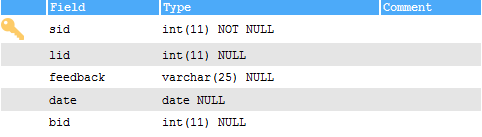 Field Type Comment
sid int(11) NOT NULL
lid int(11) NULL
feedback varchar(25) NULL
date date NULL
bid int(11) NULL